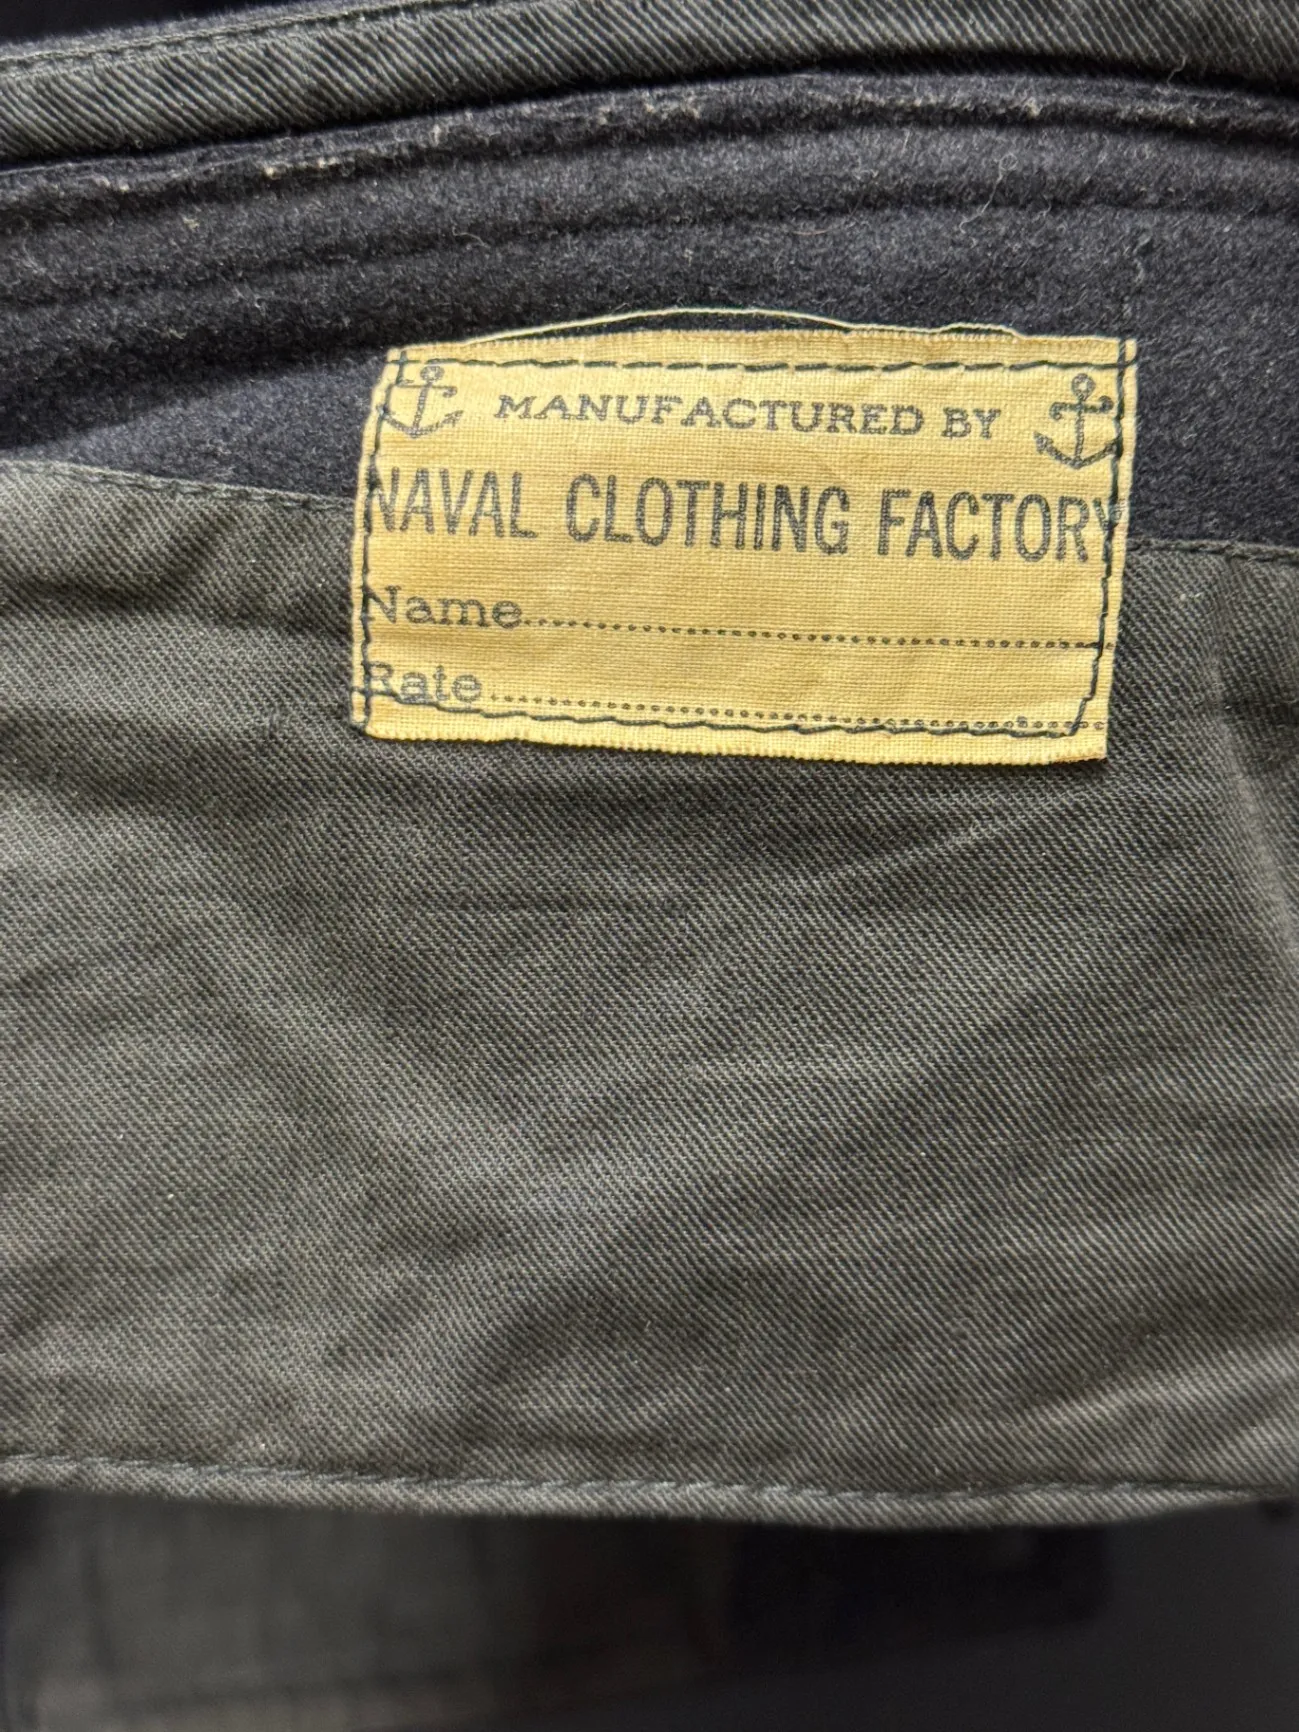 MANUFACTURED BY
NAVAL CLOTHING FACTORY
Name..............................
Rate..............................